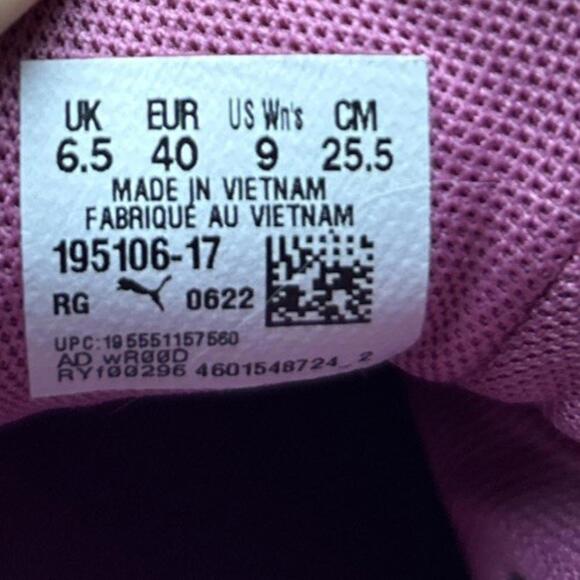 UK EUR US Wn's CM
6.5 40 9 25.5
MADE IN VIETNAM
FABRIQUÉ AU VIETNAM
195106-17
RG 0622
UPC:195551157560
AD wR00D
RYf00296 4601548724_2